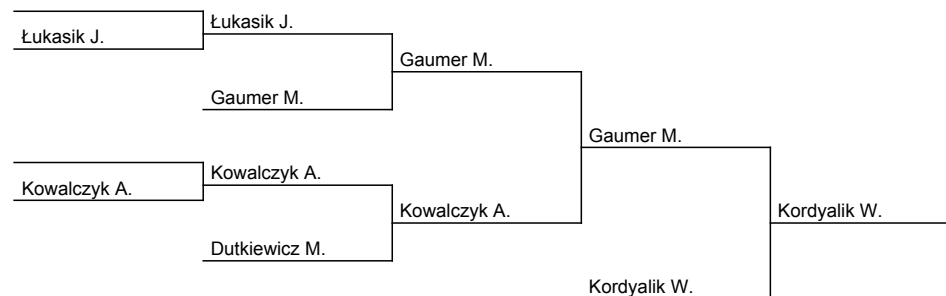 Łukasik J.
Łukasik J.
Gaumer M.
Gaumer M.
Gaumer M.
Kowalczyk A.
Kowalczyk A.
Kowalczyk A.
Kordyalik W.
Dutkiewicz M.
Kordyalik W.